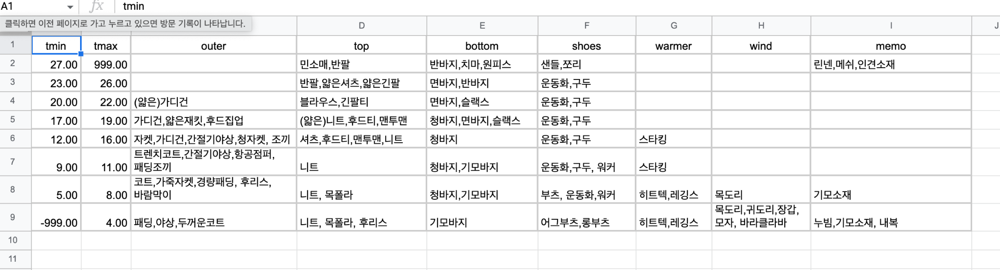 A1 fx tmin
클릭하면 이전 페이지로 가고 누르고 있으면 방문 기록이 나타납니다.
D E F G H I J
1 tmin tmax outer top bottom shoes warmer wind memo
2 27.00 999.00 민소매,반팔 반바지,치마,원피스 샌들,쪼리 린넨,메쉬,인견소재
3 23.00 26.00 반팔,얇은셔츠,얇은긴팔 면바지,반바지 운동화,구두
4 20.00 22.00 (얇은)가디건 블라우스,긴팔티 면바지,슬랙스 운동화,구두
5 17.00 19.00 가디건,얇은재킷,후드집업 (얇은)니트,후드티,맨투맨 청바지,면바지,슬랙스 운동화,구두
6 12.00 16.00 자켓,가디건,간절기야상,청자켓, 조끼 셔츠,후드티,맨투맨,니트 청바지 운동화,구두 스타킹
트렌치코트,간절기야상,항공점퍼,
7 9.00 11.00 패딩조끼 니트 청바지,기모바지 운동화,구두, 워커 스타킹
코트,가죽자켓,경량패딩, 후리스,
8 5.00 8.00 바람막이 니트, 목폴라 청바지,기모바지 부츠, 운동화,워커 히트텍,레깅스 목도리 기모소재
목도리,귀도리,장갑,
9 -999.00 4.00 패딩,야상,두꺼운코트 니트, 목폴라, 후리스 기모바지 어그부츠,롱부츠 히트텍,레깅스 모자, 바라클라바 누빔,기모소재, 내복
10
11